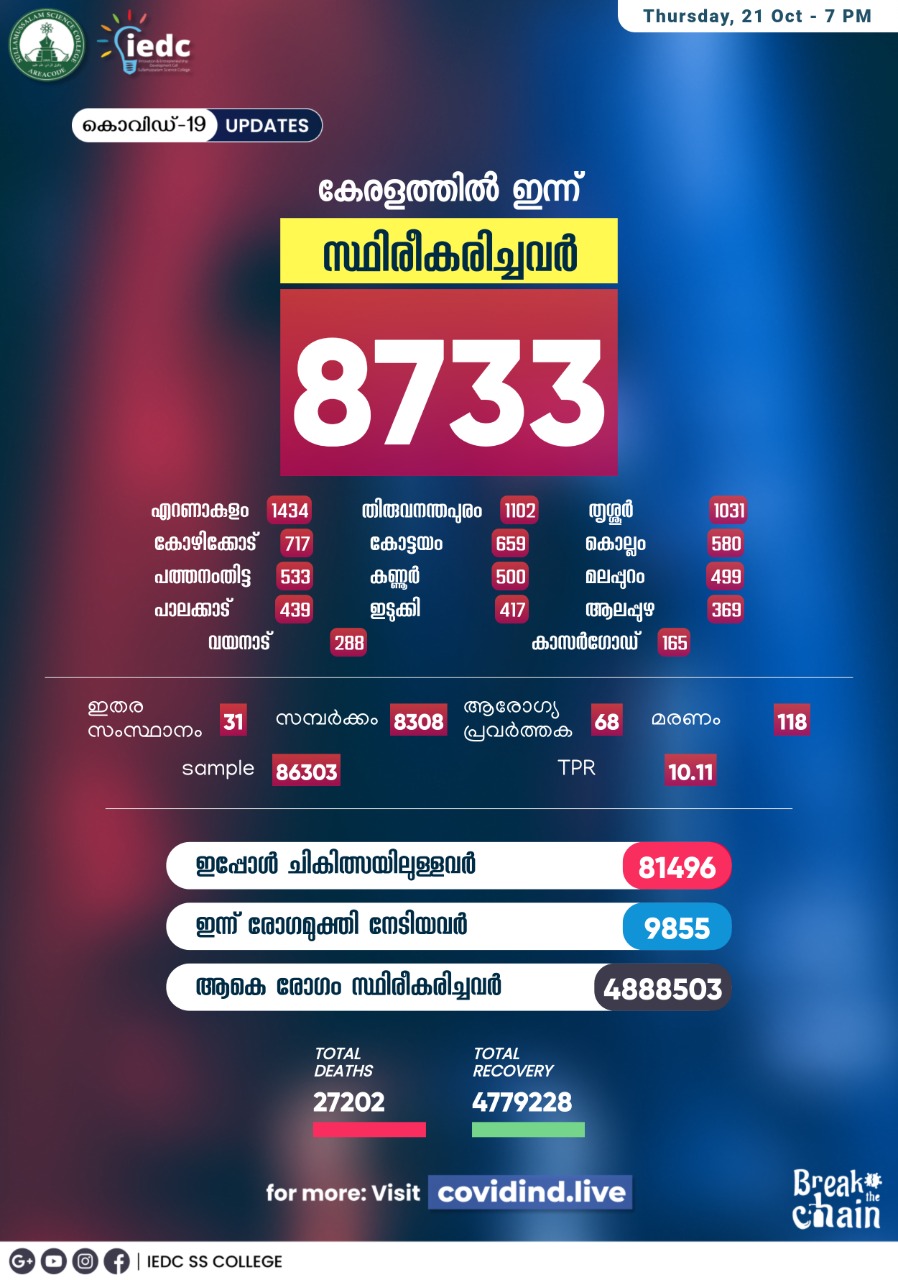 Thursday, 21 Oct - 7 PM
SULLAMUSSALAM SCIENCE COLLEGE
AREACODE
iedc
കൊവിഡ്-19 UPDATES
കേരളത്തിൽ ഇന്ന്
സ്ഥിരീകരിച്ചവർ
8733
എറണാകുളം 1434 തിരുവനന്തപുരം 1102 തൃശ്ശൂർ 1031
കോഴിക്കോട് 717 കോട്ടയം 659 കൊല്ലം 580
പത്തനംതിട്ട 533 കണ്ണൂർ 500 മലപ്പുറം 499
പാലക്കാട് 439 ഇടുക്കി 417 ആലപ്പുഴ 369
വയനാട് 288 കാസർഗോഡ് 165
ഇതര സംസ്ഥാനം 31 സമ്പർക്കം 8308 ആരോഗ്യ പ്രവർത്തക 68 മരണം 118
sample 86303 TPR 10.11
ഇപ്പോൾ ചികിത്സയിലുള്ളവർ 81496
ഇന്ന് രോഗമുക്തി നേടിയവർ 9855
ആകെ രോഗം സ്ഥിരീകരിച്ചവർ 4888503
TOTAL DEATHS
27202
TOTAL RECOVERY
4779228
for more: Visit covidind.live
Break the chain
G+ f | IEDC SS COLLEGE